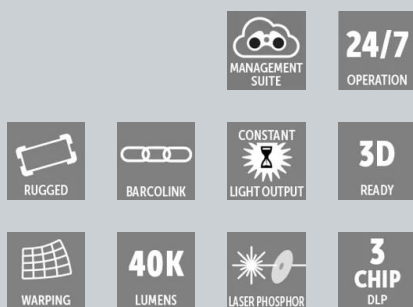 MANAGEMENT
SUITE
24/7
OPERATION
RUGGED
BARCOLINK
CONSTANT
LIGHT OUTPUT
3D
READY
WARPING
40K
LUMENS
LASER PHOSPHOR
3
CHIP
DLP